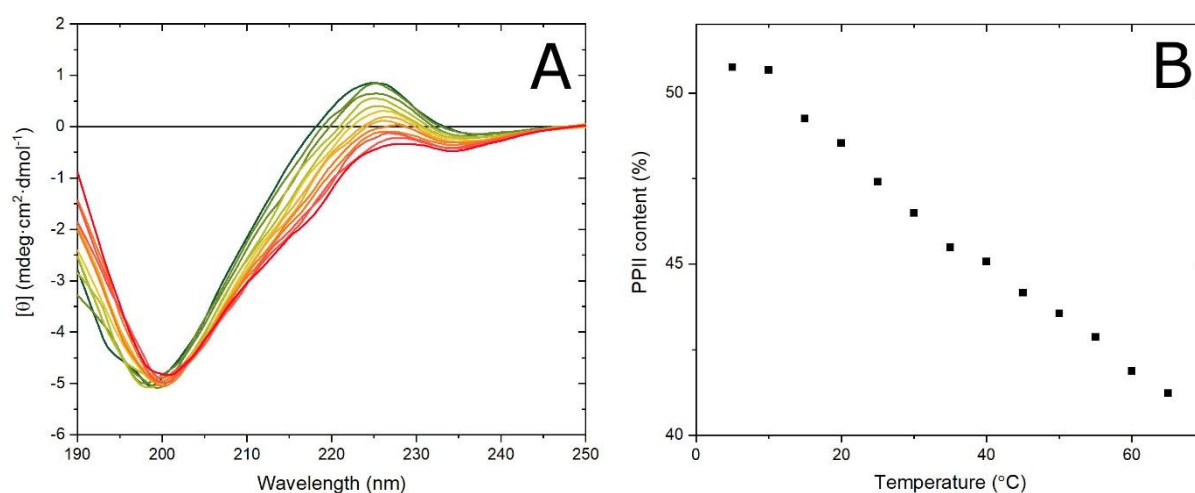 A
2
1
0
-1
-2
-3
-4
-5
-6
190 200 210 220 230 240 250
Wavelength (nm)
[θ] (mdeg·cm²·dmol⁻¹)
B
50
45
40
0 20 40 60
Temperature (°C)
PPII content (%)